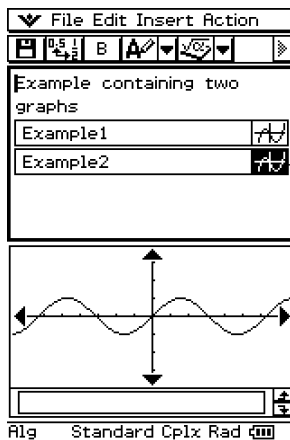 File Edit Insert Action
B
Example containing two
graphs
Example1
Example2
Alg Standard Cplx Rad